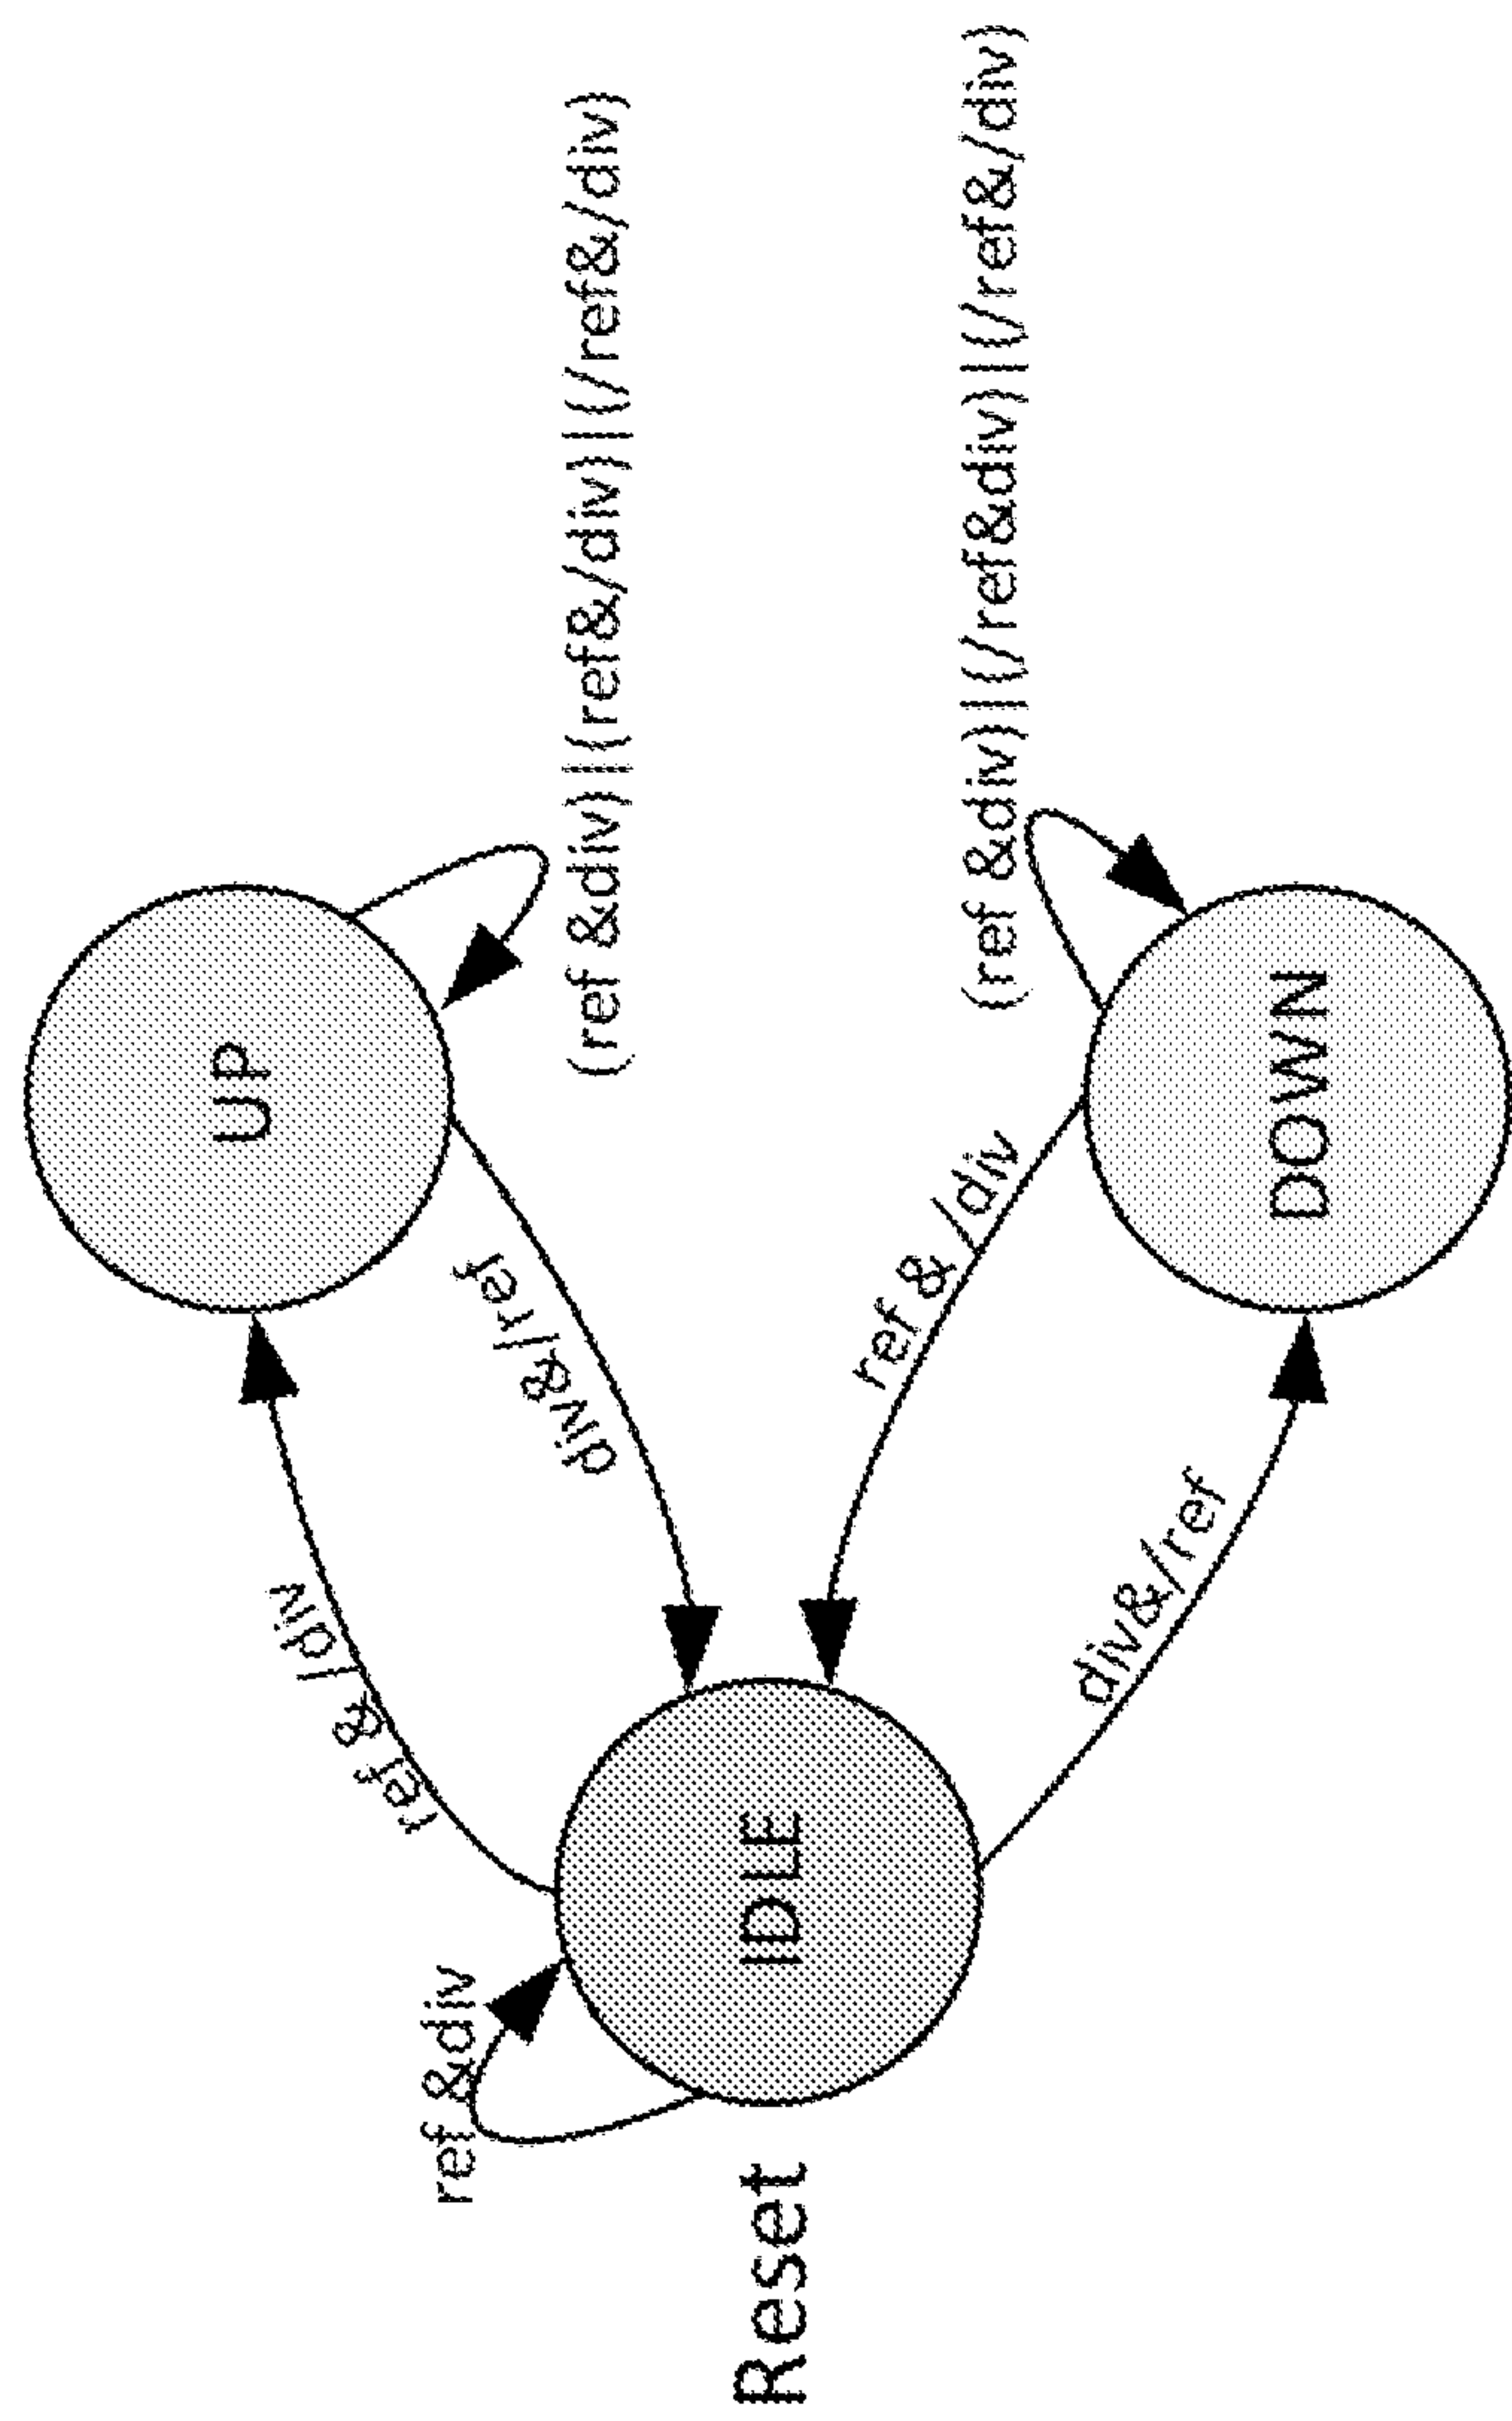 Reset
ref &div
IDLE
ref & /div
div&/ref
UP
(ref &div)|(ref&/div)|(/ref&/div)
ref & /div
div&/ref
DOWN
(ref &div)|(/ref&div)|(/ref&/div)